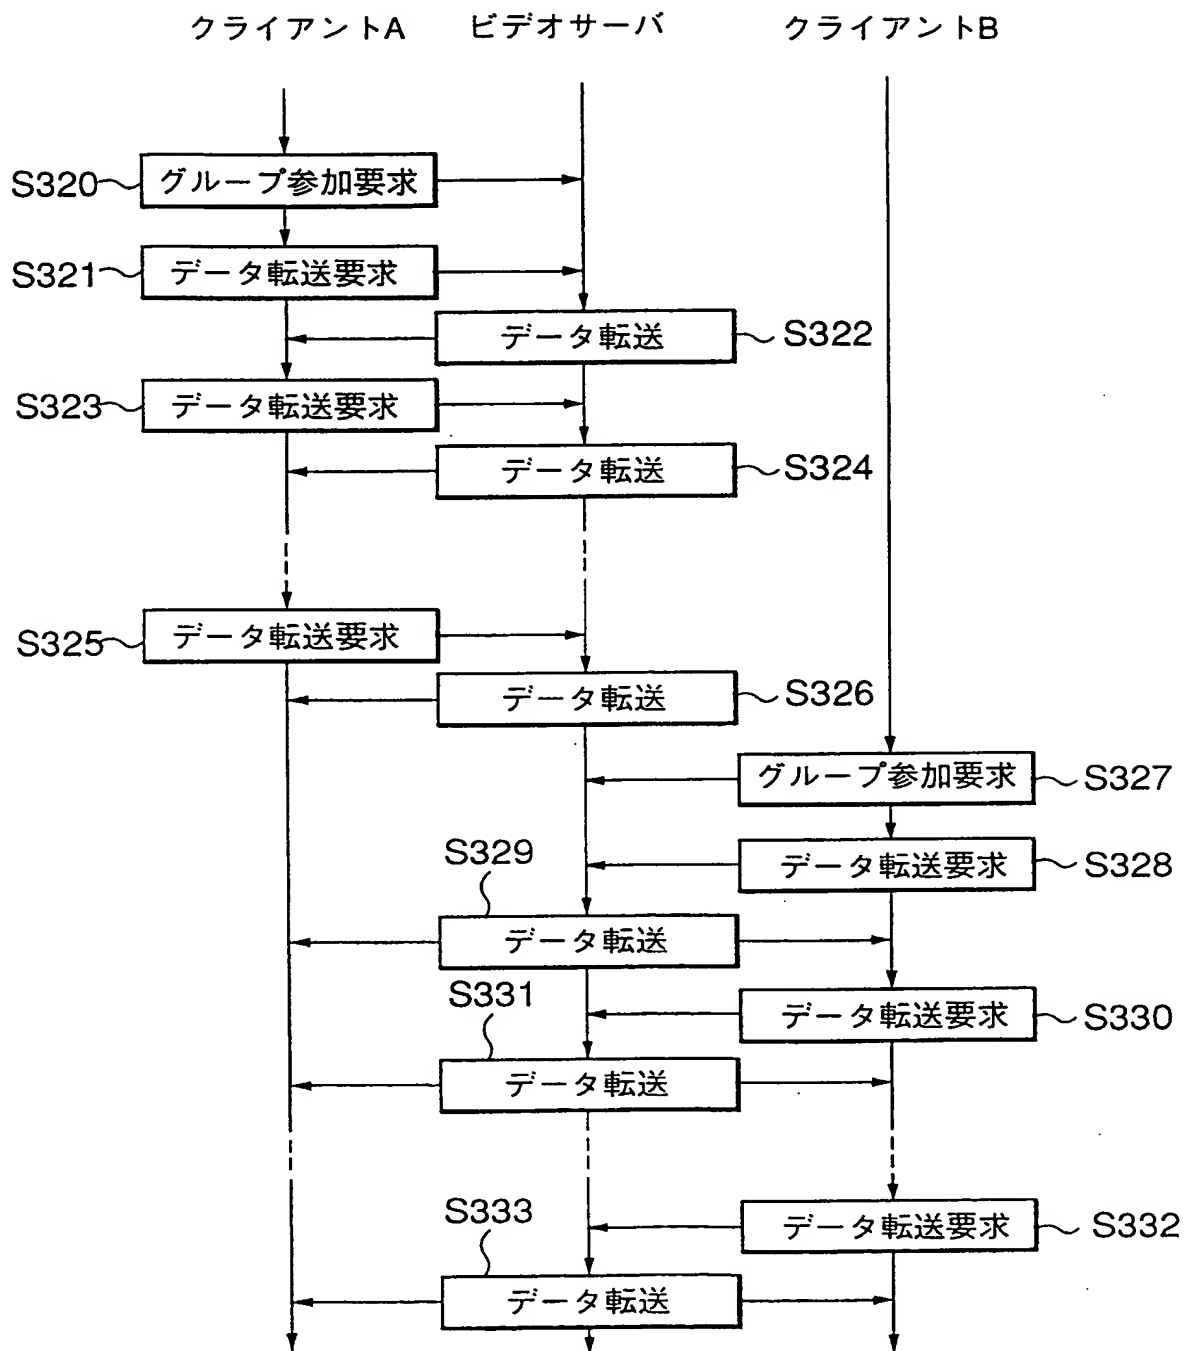 クライアントA
ビデオサーバ
クライアントB
S320
グループ参加要求
S321
データ転送要求
データ転送
S322
S323
データ転送要求
データ転送
S324
S325
データ転送要求
データ転送
S326
グループ参加要求
S327
データ転送要求
S328
S329
データ転送
データ転送要求
S330
S331
データ転送
データ転送要求
S332
S333
データ転送